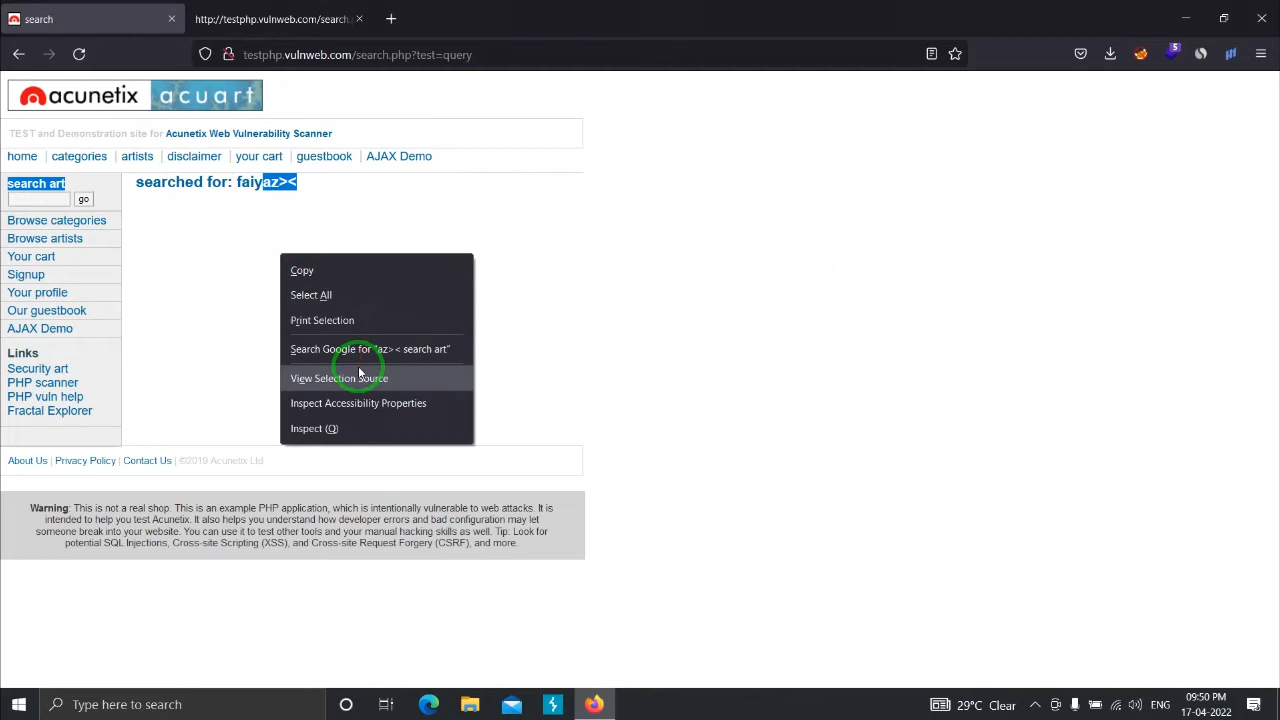 search
http://testphp.vulnweb.com/search.
testphp.vulnweb.com/search.php?test=query
5
acunetix acuart
TEST and Demonstration site for Acunetix Web Vulnerability Scanner
home | categories | artists | disclaimer | your cart | guestbook | AJAX Demo
search art
go
searched for: faiyaz><
Browse categories
Browse artists
Your cart
Signup
Your profile
Our guestbook
AJAX Demo
Links
Security art
PHP scanner
PHP vuln help
Fractal Explorer
Copy
Select All
Print Selection
Search Google for "az>< search art"
View Selection Source
Inspect Accessibility Properties
Inspect (Q)
About Us | Privacy Policy | Contact Us | ©2019 Acunetix Ltd
Warning: This is not a real shop. This is an example PHP application, which is intentionally vulnerable to web attacks. It is
intended to help you test Acunetix. It also helps you understand how developer errors and bad configuration may let
someone break into your website. You can use it to test other tools and your manual hacking skills as well. Tip: Look for
potential SQL Injections, Cross-site Scripting (XSS), and Cross-site Request Forgery (CSRF), and more.
Type here to search
29°C Clear
ENG
09:50 PM
17-04-2022